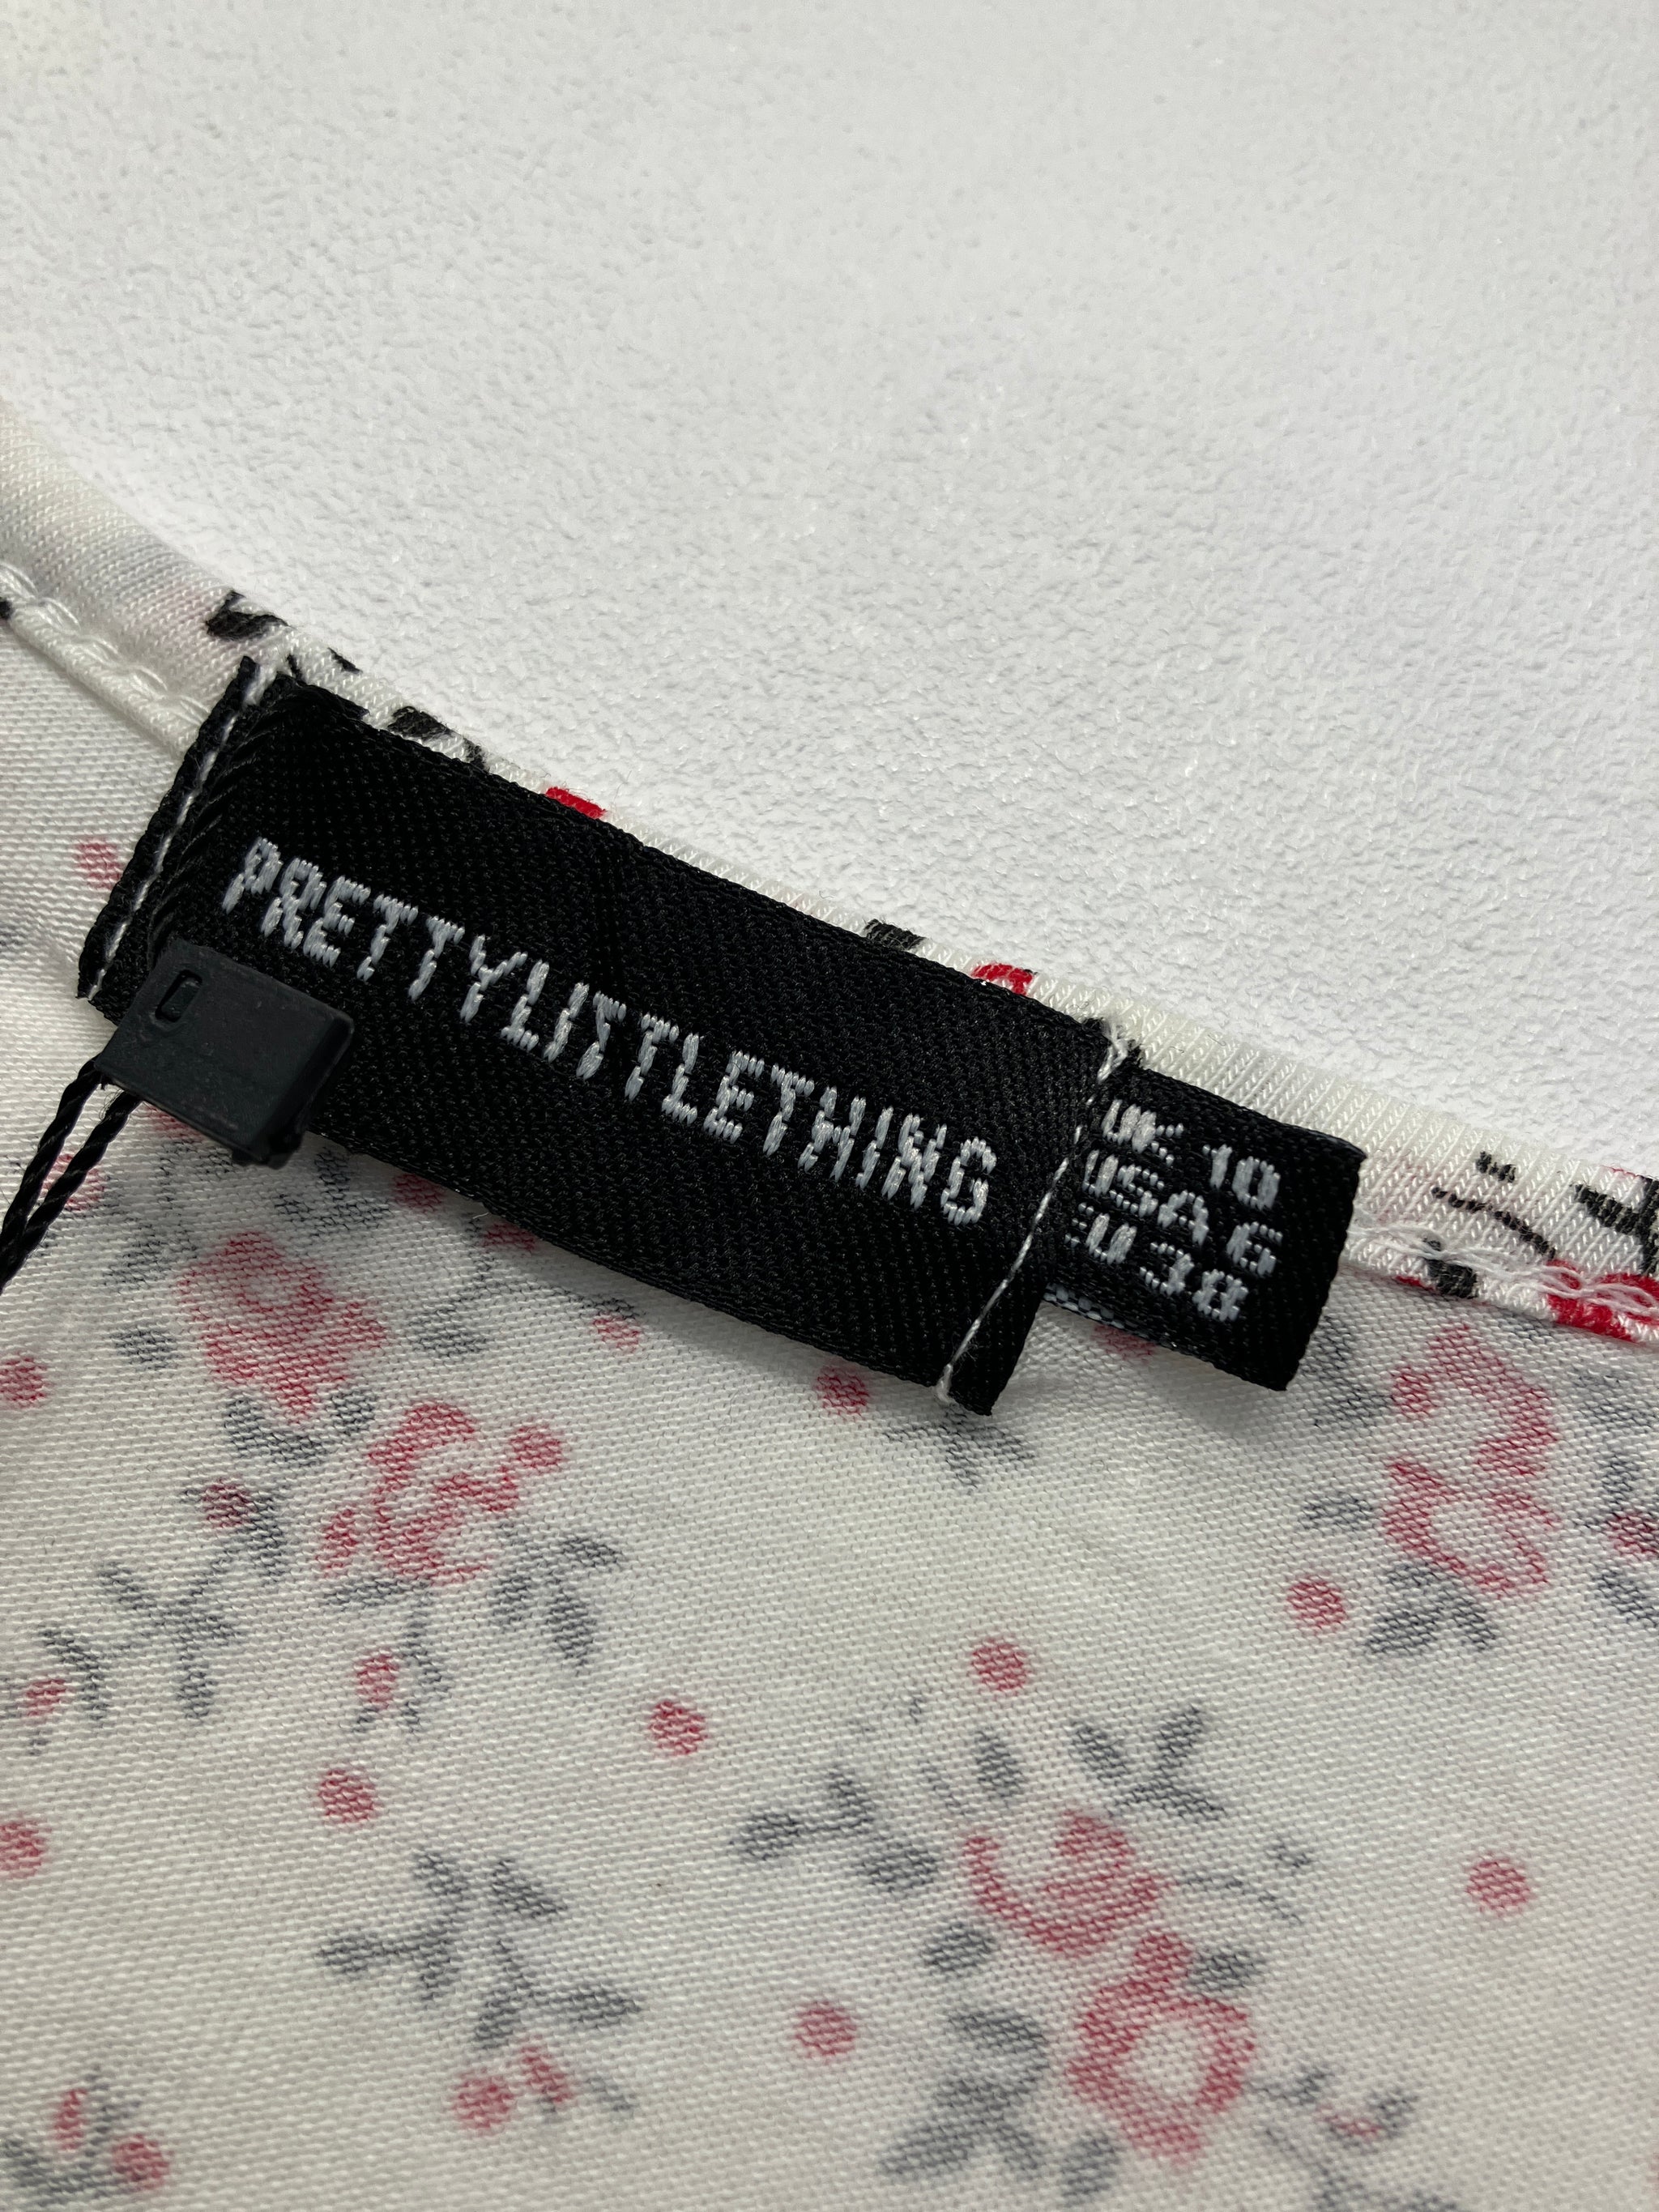 PRETTYLITTLETHING
UK 10
USA 6
EU 38